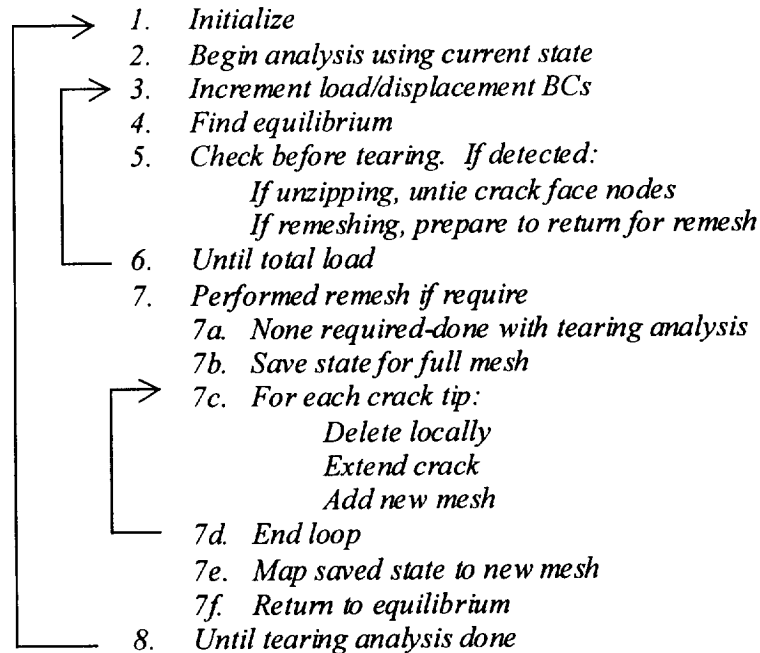 1. Initialize
2. Begin analysis using current state
3. Increment load/displacement BCs
4. Find equilibrium
5. Check before tearing. If detected:
If unzipping, untie crack face nodes
If remeshing, prepare to return for remesh
6. Until total load
7. Performed remesh if require
7a. None required-done with tearing analysis
7b. Save state for full mesh
7c. For each crack tip:
Delete locally
Extend crack
Add new mesh
7d. End loop
7e. Map saved state to new mesh
7f. Return to equilibrium
8. Until tearing analysis done